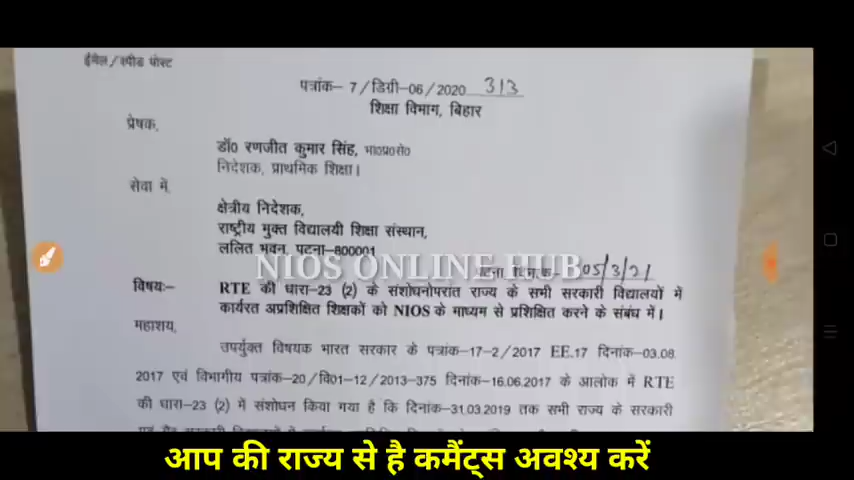 ईमेल/स्पीड पोस्ट
पत्रांक– 7/डिग्री–06/2020 313
शिक्षा विभाग, बिहार
प्रेषक,
डॉ0 रणजीत कुमार सिंह, भा0प्र0से0
निदेशक, प्राथमिक शिक्षा।
सेवा में,
क्षेत्रीय निदेशक,
राष्ट्रीय मुक्त विद्यालयी शिक्षा संस्थान,
ललित भवन, पटना–800001
NIOS ONLINE HUB
पटना दिनांक– 05/3/21
विषयः– RTE की धारा–23 (2) के संशोधनोपरांत राज्य के सभी सरकारी विद्यालयों में
कार्यरत अप्रशिक्षित शिक्षकों को NIOS के माध्यम से प्रशिक्षित करने के संबंध में।
महाशय,
उपर्युक्त विषयक भारत सरकार के पत्रांक–17–2/2017 EE.17 दिनांक–03.08.
2017 एवं विभागीय पत्रांक–20/वि01–12/2013–375 दिनांक–16.06.2017 के आलोक में RTE
की धारा–23 (2) में संशोधन किया गया है कि दिनांक–31.03.2019 तक सभी राज्य के सरकारी
आप की राज्य से है कमैंट्स अवश्य करें